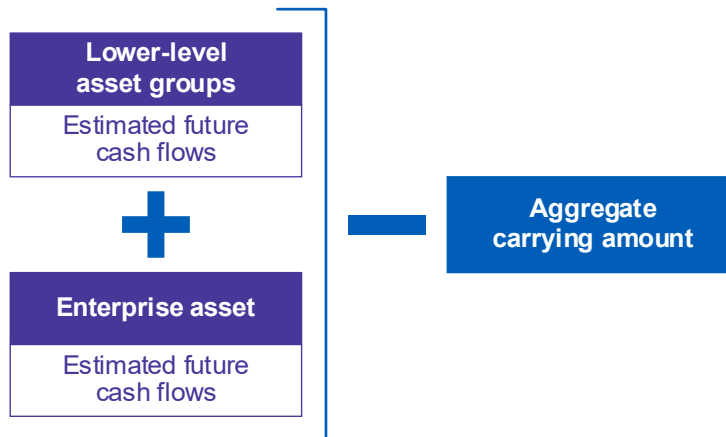 Lower-level
asset groups
Estimated future
cash flows
Enterprise asset
Estimated future
cash flows
Aggregate
carrying amount